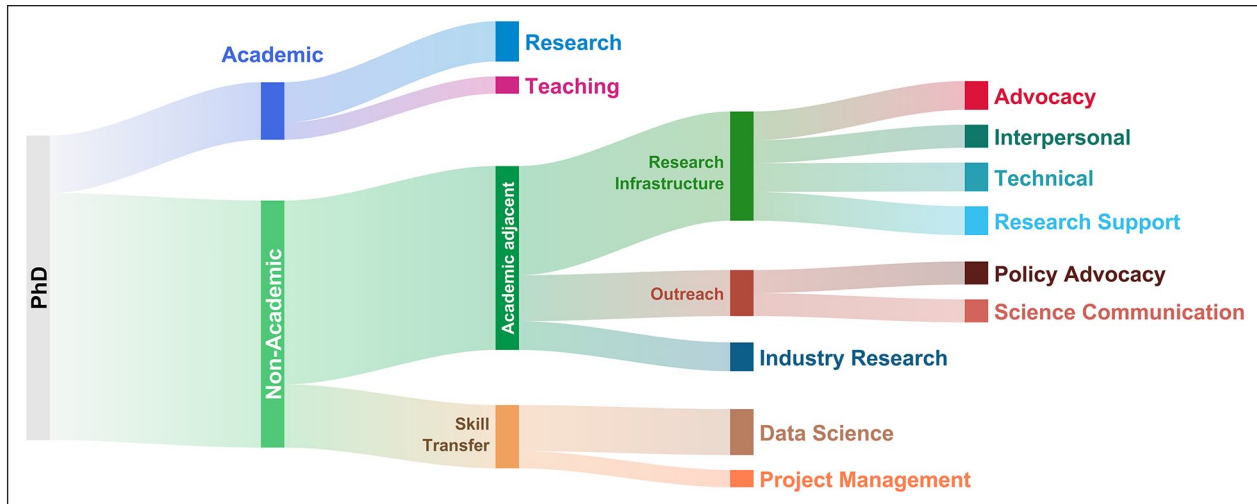 PhD
Academic
Non-Academic
Research
Teaching
Academic adjacent
Skill
Transfer
Research
Infrastructure
Outreach
Industry Research
Data Science
Project Management
Advocacy
Interpersonal
Technical
Research Support
Policy Advocacy
Science Communication